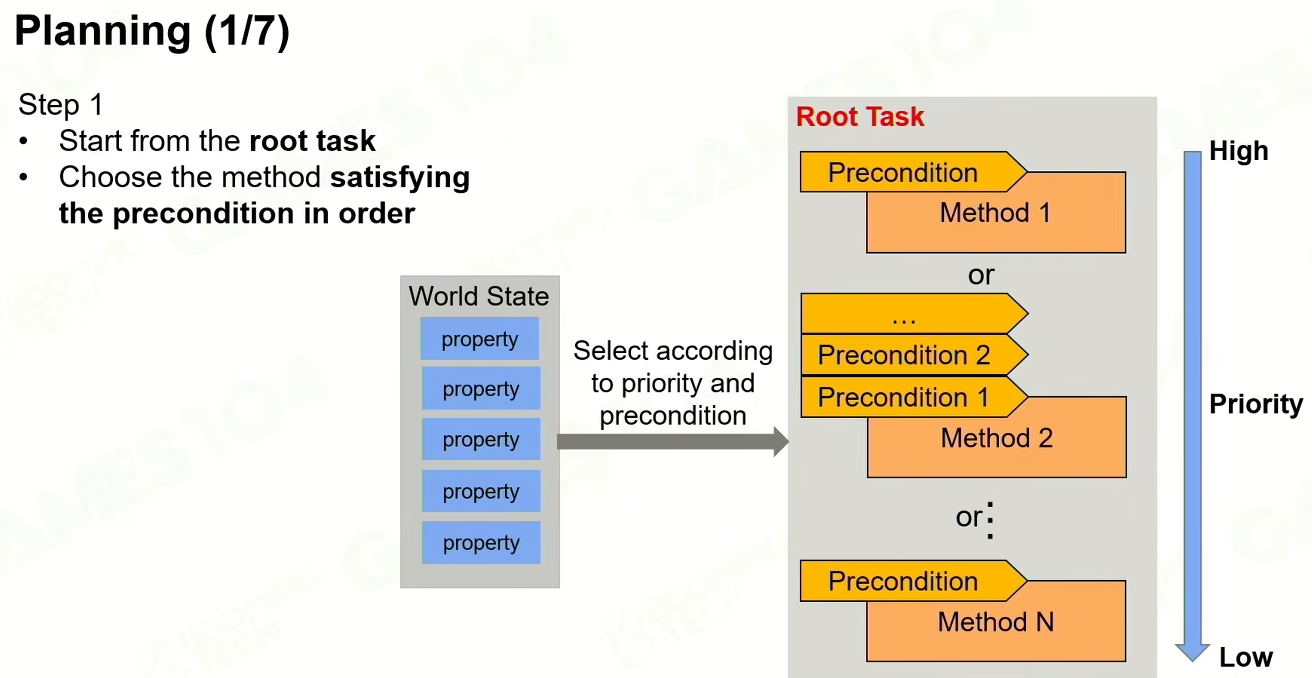 Planning (1/7)
Step 1
• Start from the root task
• Choose the method satisfying
the precondition in order
World State
property
property
property
property
property
Select according
to priority and
precondition
Root Task
Precondition
Method 1
or
...
Precondition 2
Precondition 1
Method 2
or⋮
Precondition
Method N
High
Priority
Low
GAMES 104